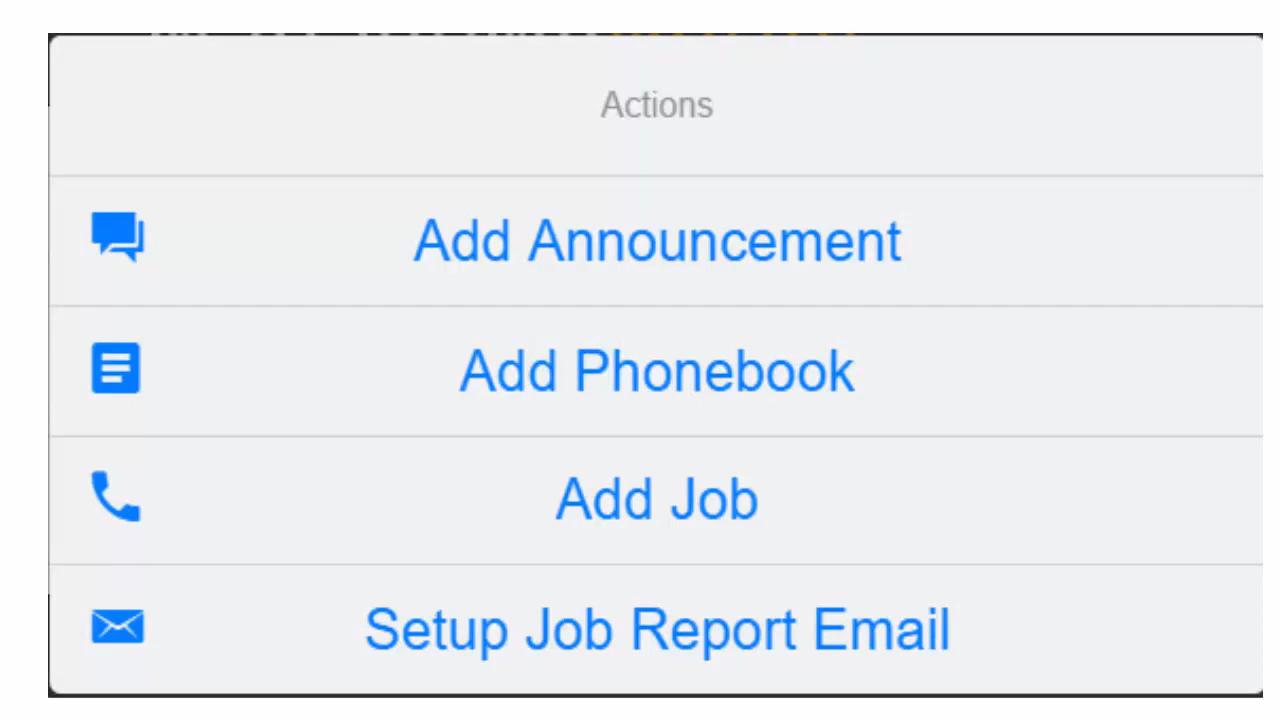 Actions
Add Announcement
Add Phonebook
Add Job
Setup Job Report Email